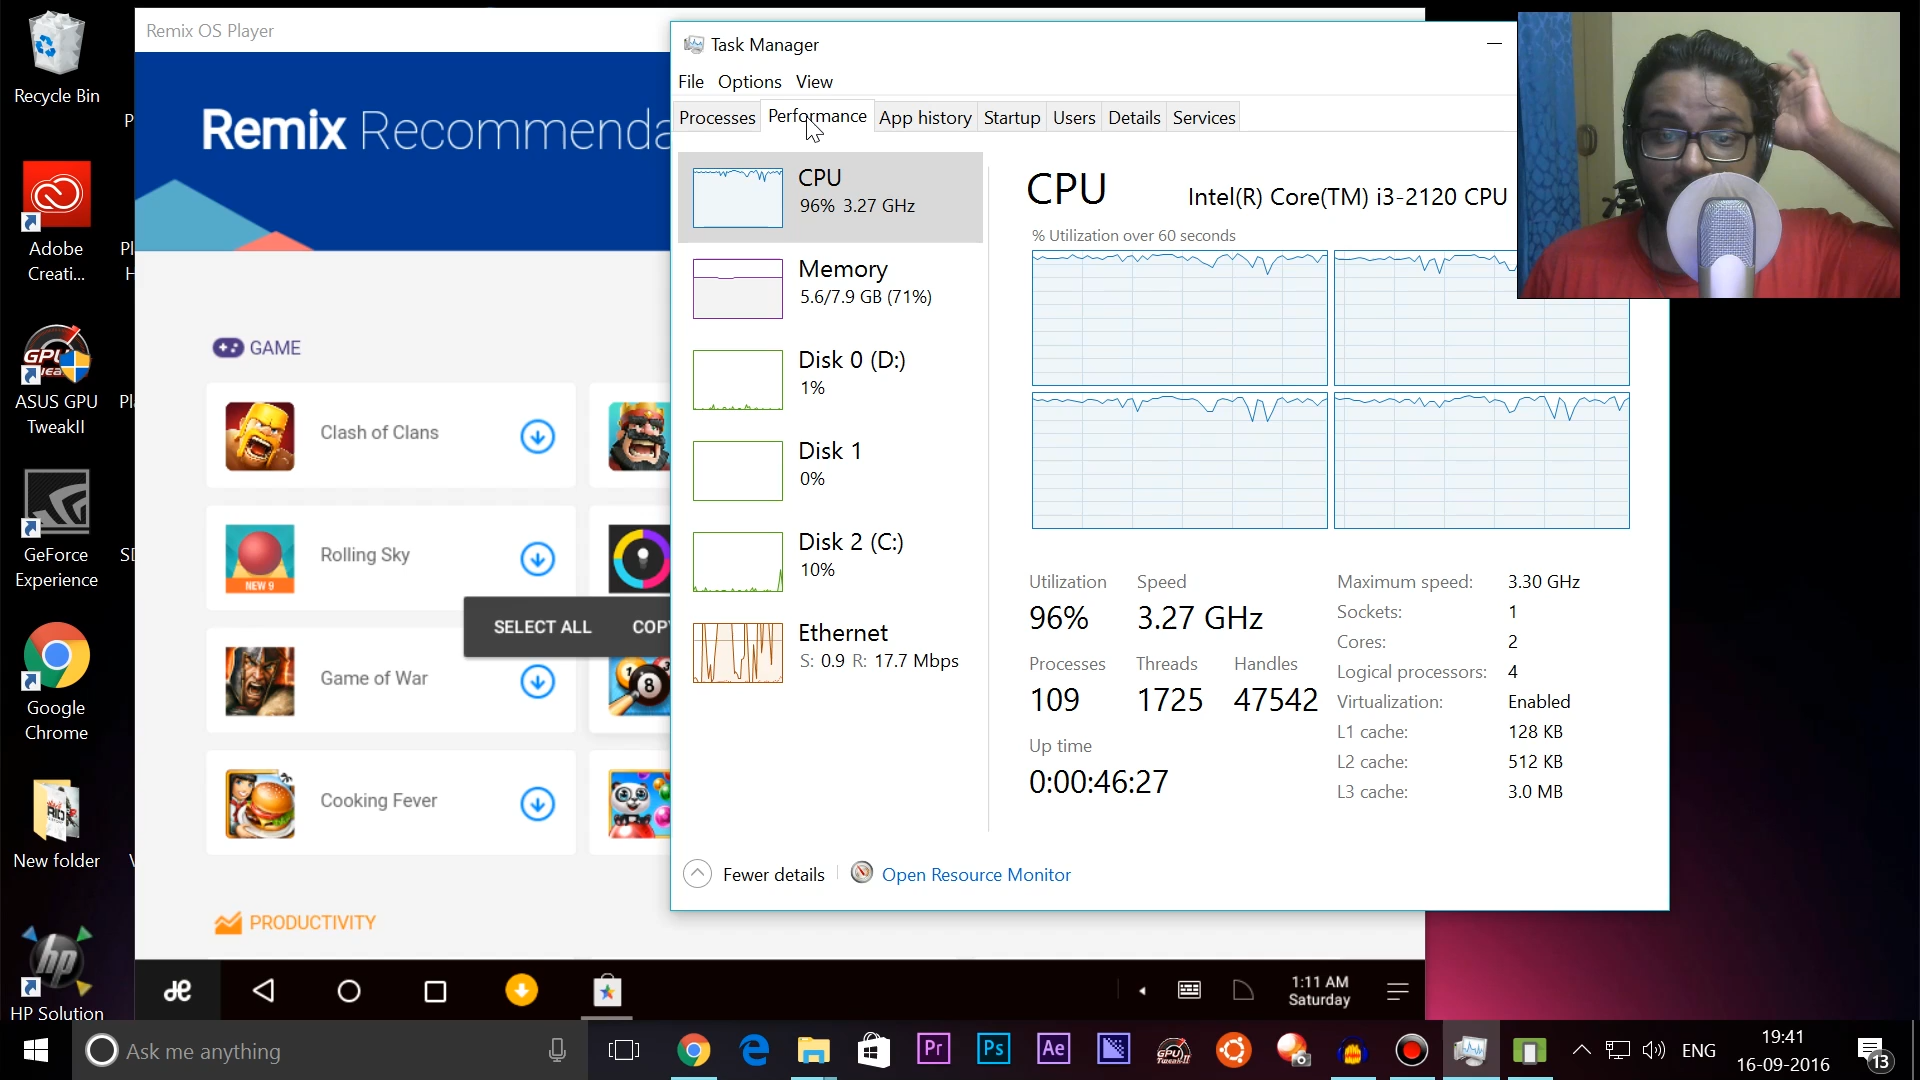 Recycle Bin
Adobe
Creati...
ASUS GPU
TweakII
GeForce
Experience
Google
Chrome
New folder
HP Solution
Remix OS Player
Remix Recommenda
GAME
Clash of Clans
Rolling Sky
NEW 9
Game of War
Cooking Fever
SELECT ALL
COP
PRODUCTIVITY
1:11 AM
Saturday
Task Manager
File Options View
Processes Performance App history Startup Users Details Services
CPU
96% 3.27 GHz
Memory
5.6/7.9 GB (71%)
Disk 0 (D:)
1%
Disk 1
0%
Disk 2 (C:)
10%
Ethernet
S: 0.9 R: 17.7 Mbps
CPU Intel(R) Core(TM) i3-2120 CPU
% Utilization over 60 seconds
Utilization Speed
96% 3.27 GHz
Processes Threads Handles
109 1725 47542
Up time
0:00:46:27
Maximum speed: 3.30 GHz
Sockets: 1
Cores: 2
Logical processors: 4
Virtualization: Enabled
L1 cache: 128 KB
L2 cache: 512 KB
L3 cache: 3.0 MB
Fewer details Open Resource Monitor
Ask me anything
Pr Ps Ae
ENG
19:41
16-09-2016
13